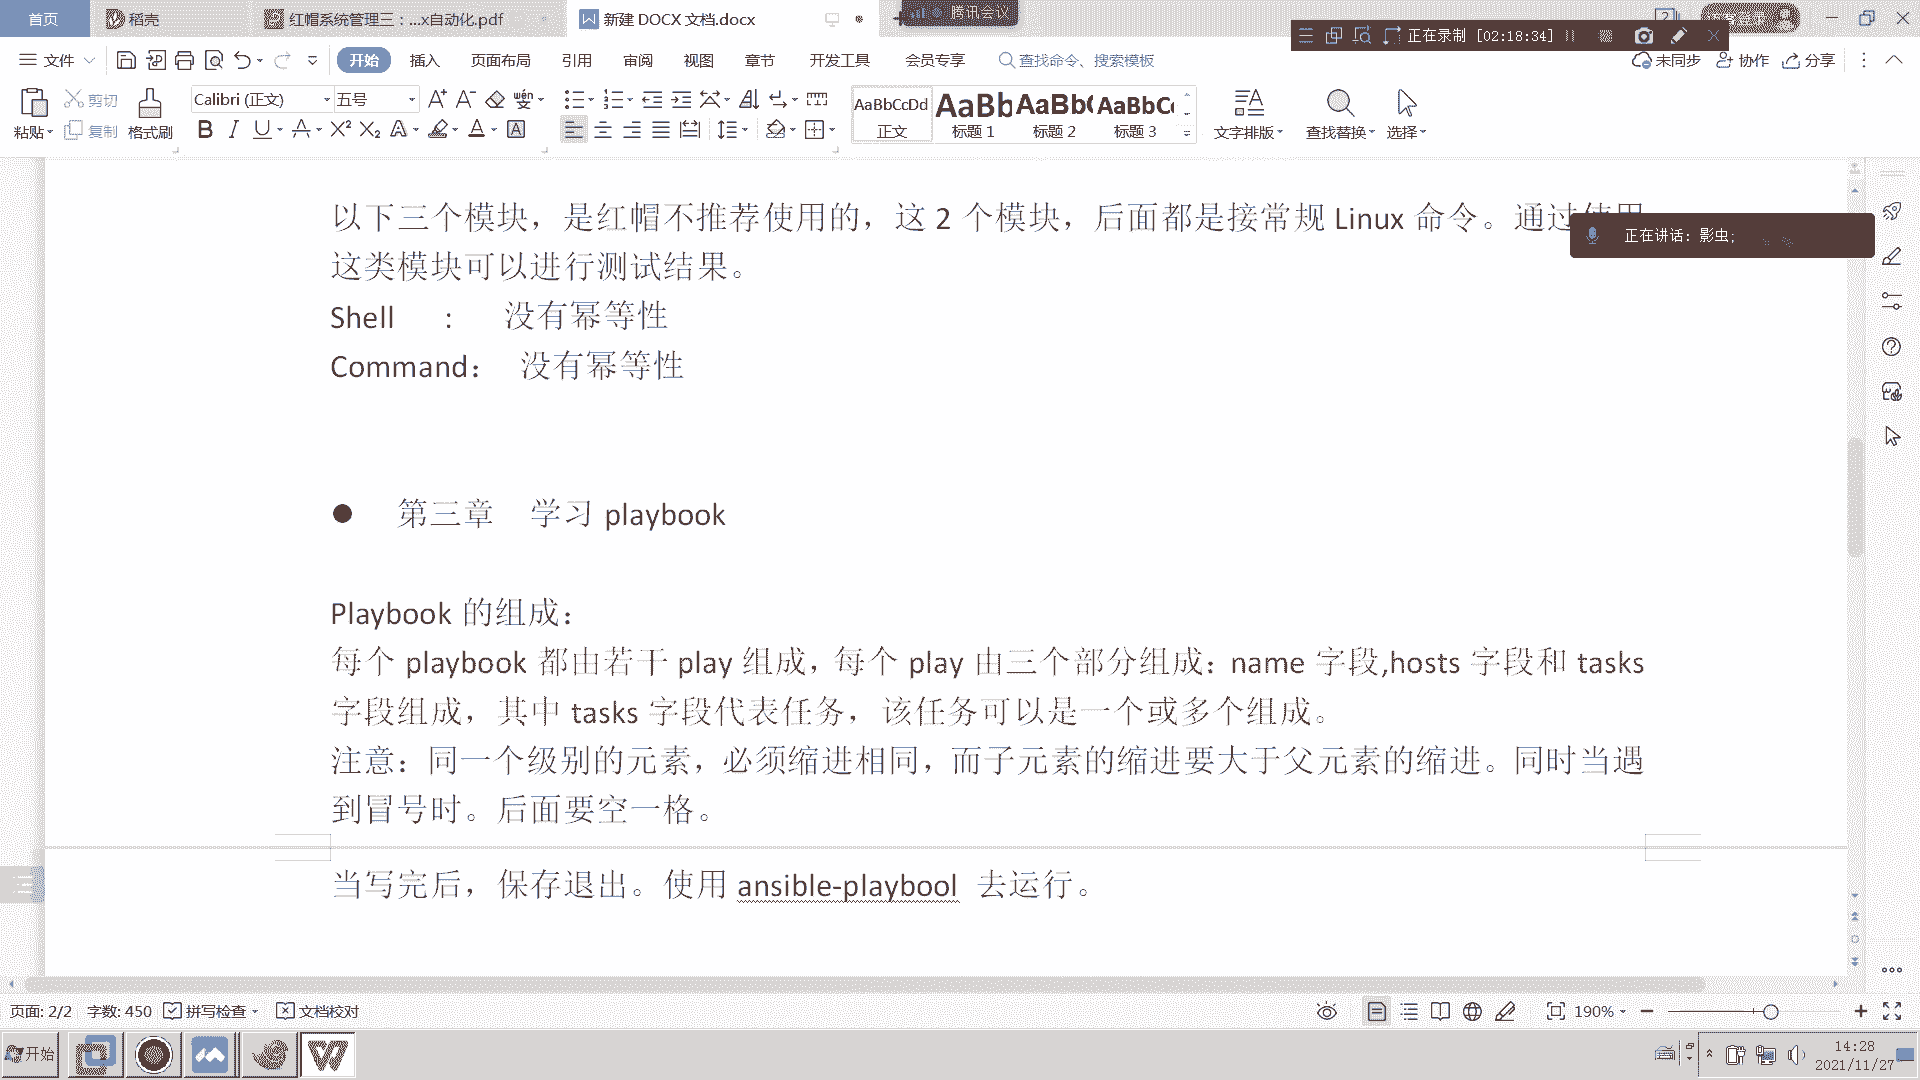 首页
稻壳
红帽系统管理三：...x自动化.pdf
新建 DOCX 文档.docx
腾讯会议
正在录制 [02:18:34]
文件
开始
插入
页面布局
引用
审阅
视图
章节
开发工具
会员专享
查找命令、搜索模板
未同步
协作
分享
粘贴
剪切
复制
格式刷
Calibri (正文)
五号
AaBbCcDd
正文
标题 1
标题 2
标题 3
文字排版
查找替换
选择
以下三个模块，是红帽不推荐使用的，这 2 个模块，后面都是接常规 Linux 命令。通过使用
正在讲话: 影虫;
这类模块可以进行测试结果。
Shell : 没有幂等性
Command： 没有幂等性
● 第三章 学习 playbook
Playbook 的组成：
每个 playbook 都由若干 play 组成，每个 play 由三个部分组成：name 字段,hosts 字段和 tasks
字段组成，其中 tasks 字段代表任务，该任务可以是一个或多个组成。
注意：同一个级别的元素，必须缩进相同，而子元素的缩进要大于父元素的缩进。同时当遇
到冒号时。后面要空一格。
当写完后，保存退出。使用 ansible-playbool 去运行。
页面: 2/2
字数: 450
拼写检查
文档校对
190%
开始
14:28
2021/11/27